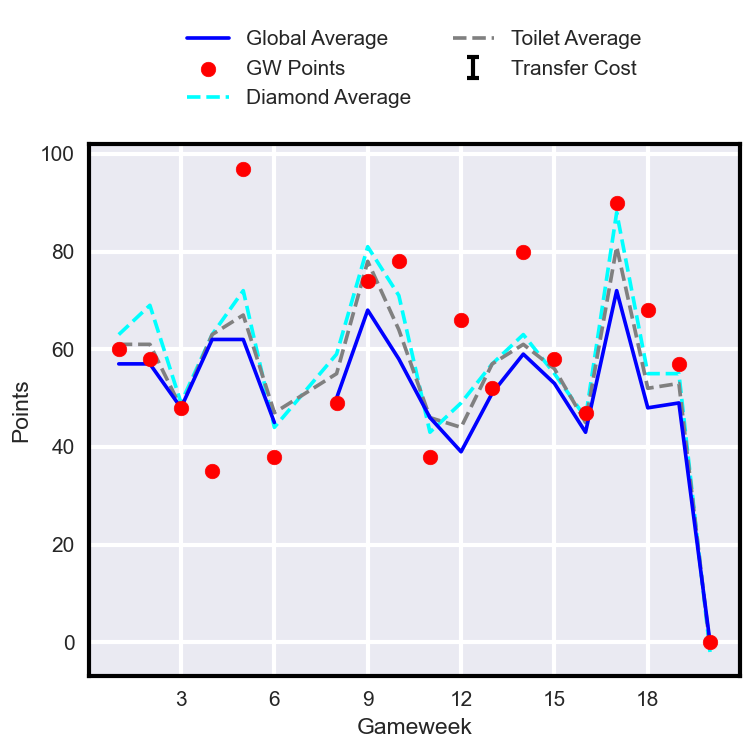 Global Average
GW Points
Diamond Average
Toilet Average
Transfer Cost
100
80
60
40
20
0
Points
3 6 9 12 15 18
Gameweek